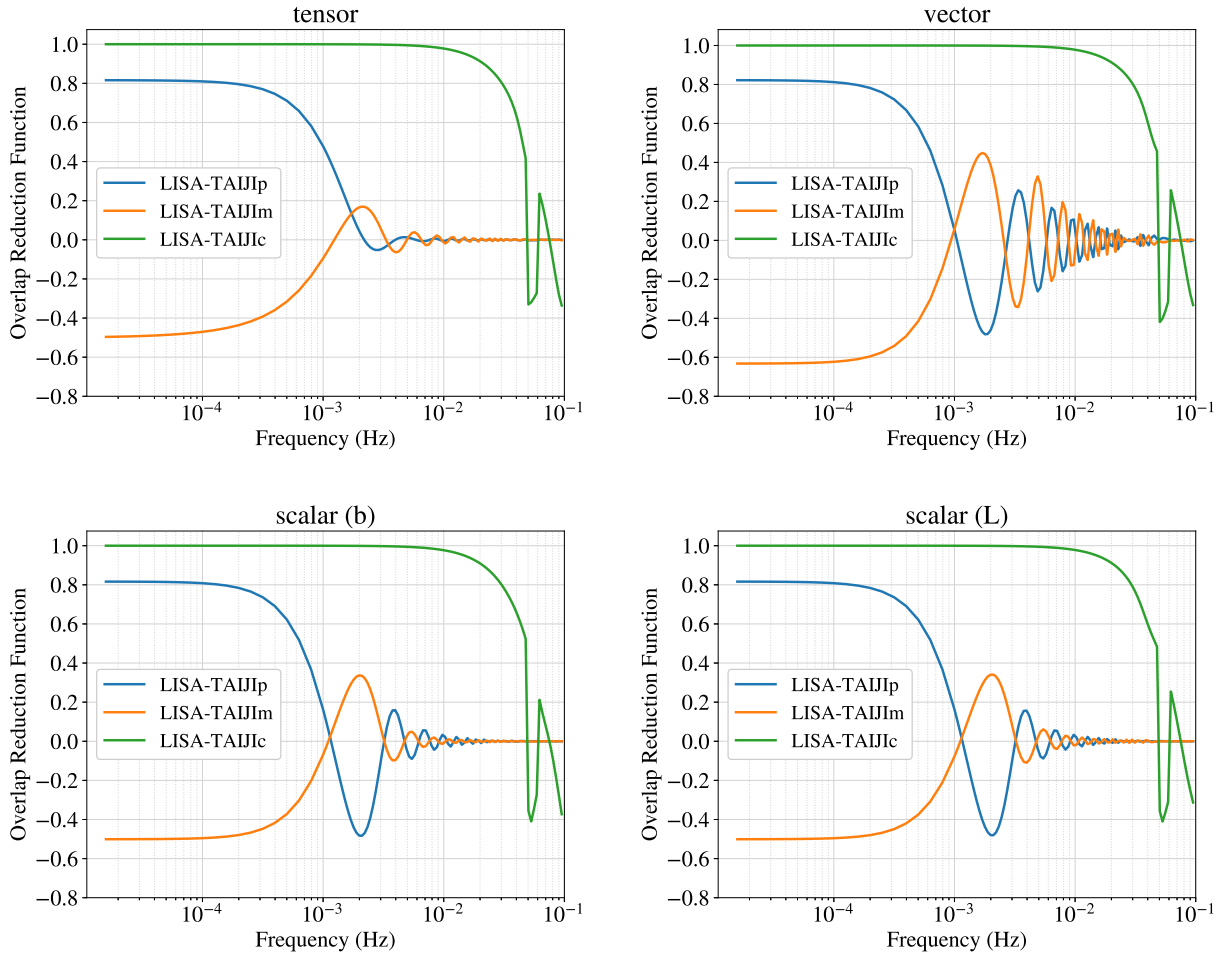 tensor
Overlap Reduction Function
1.0
0.8
0.6
0.4
0.2
0.0
−0.2
−0.4
−0.6
−0.8
LISA-TAIJIp
LISA-TAIJIm
LISA-TAIJIc
10⁻⁴
10⁻³
10⁻²
10⁻¹
Frequency (Hz)
vector
Overlap Reduction Function
1.0
0.8
0.6
0.4
0.2
0.0
−0.2
−0.4
−0.6
−0.8
LISA-TAIJIp
LISA-TAIJIm
LISA-TAIJIc
10⁻⁴
10⁻³
10⁻²
10⁻¹
Frequency (Hz)
scalar (b)
Overlap Reduction Function
1.0
0.8
0.6
0.4
0.2
0.0
−0.2
−0.4
−0.6
−0.8
LISA-TAIJIp
LISA-TAIJIm
LISA-TAIJIc
10⁻⁴
10⁻³
10⁻²
10⁻¹
Frequency (Hz)
scalar (L)
Overlap Reduction Function
1.0
0.8
0.6
0.4
0.2
0.0
−0.2
−0.4
−0.6
−0.8
LISA-TAIJIp
LISA-TAIJIm
LISA-TAIJIc
10⁻⁴
10⁻³
10⁻²
10⁻¹
Frequency (Hz)